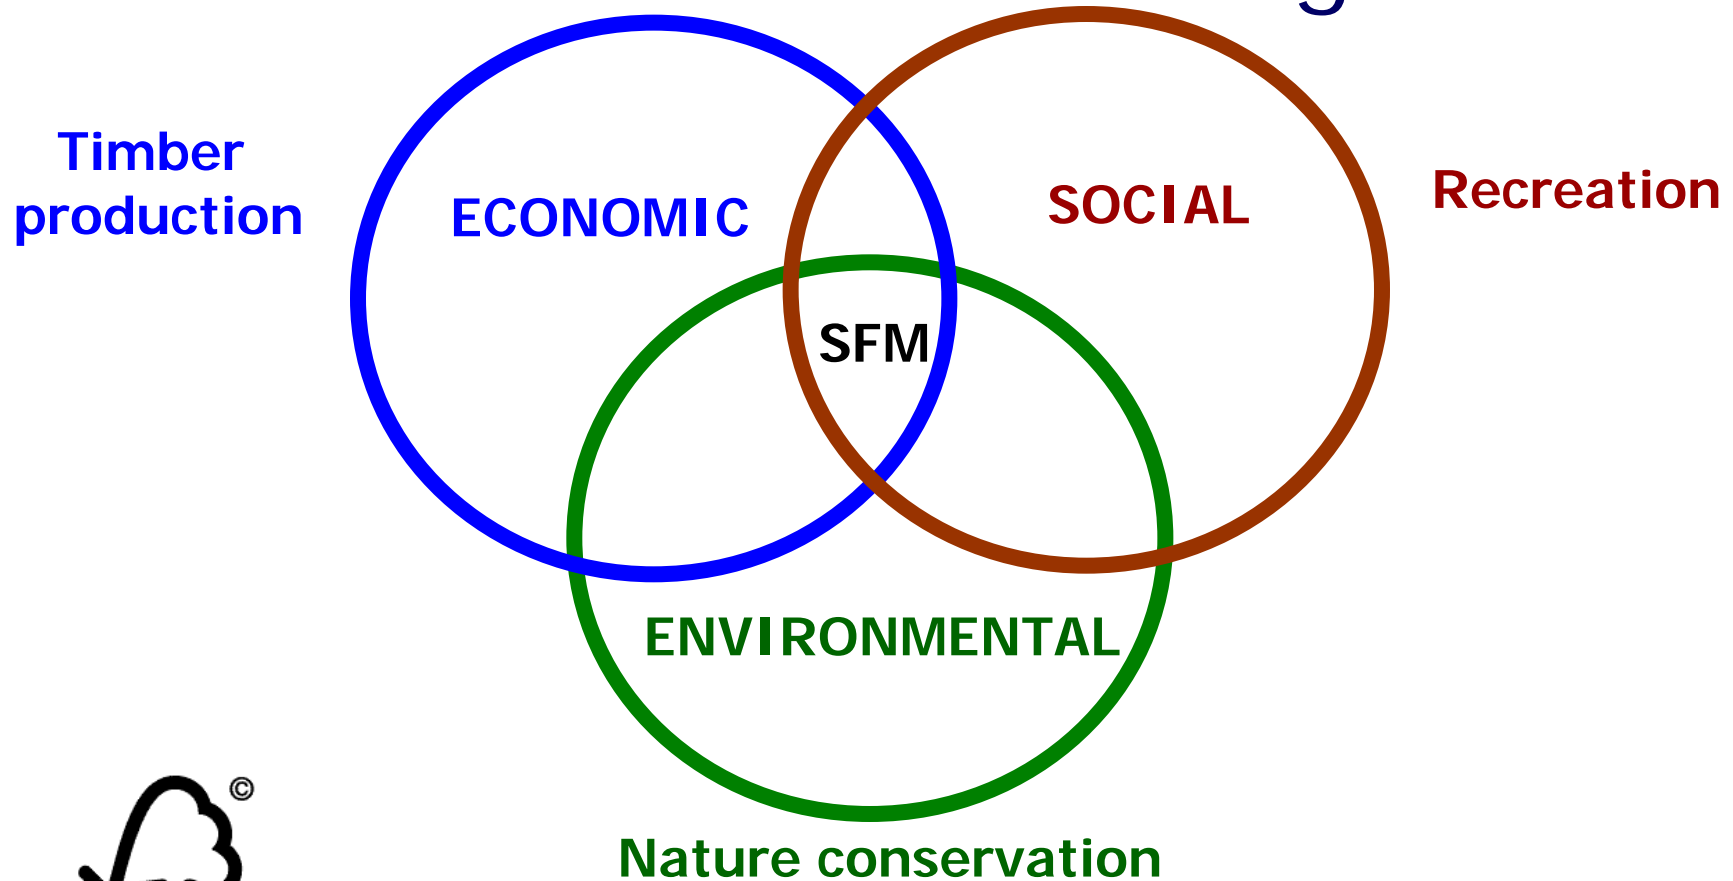 Timber
production
ECONOMIC
SOCIAL
Recreation
SFM
ENVIRONMENTAL
©
Nature conservation